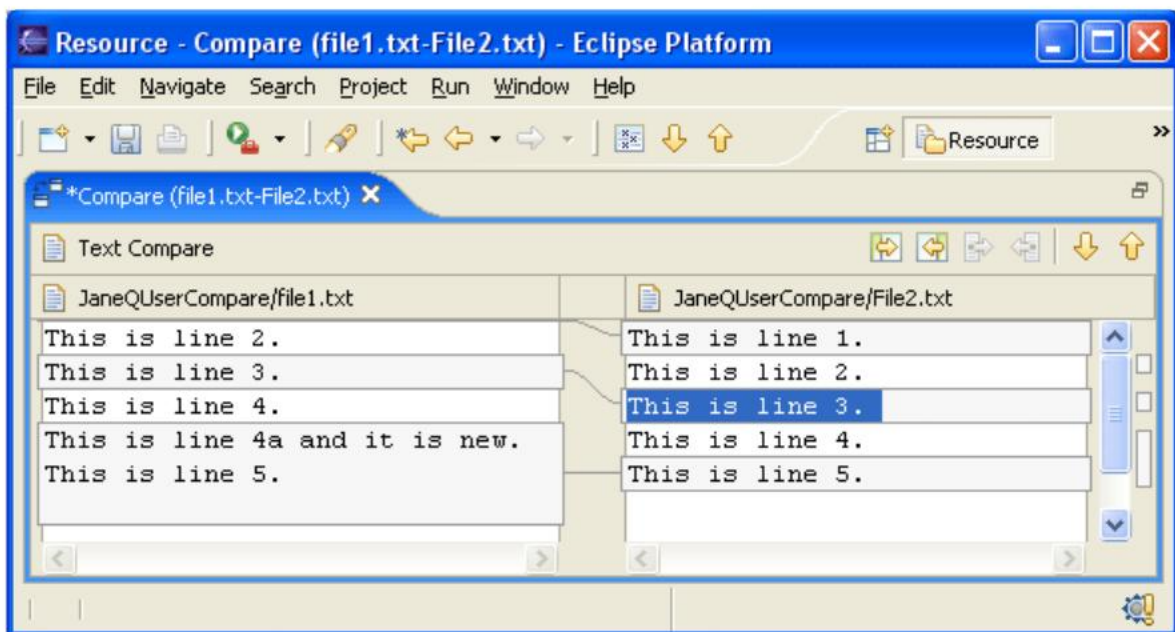 Resource - Compare (file1.txt-File2.txt) - Eclipse Platform
File Edit Navigate Search Project Run Window Help
Resource
*Compare (file1.txt-File2.txt)
Text Compare
JaneQUserCompare/file1.txt
This is line 2.
This is line 3.
This is line 4.
This is line 4a and it is new.
This is line 5.
JaneQUserCompare/File2.txt
This is line 1.
This is line 2.
This is line 3.
This is line 4.
This is line 5.